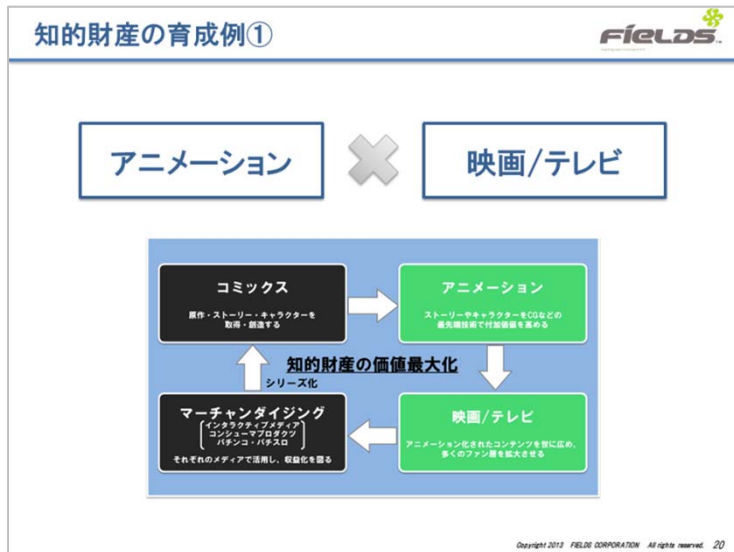 知的財産の育成例①
FIELDS
アニメーション
映画/テレビ
コミックス
原作・ストーリー・キャラクターを
取得・創造する
アニメーション
ストーリーやキャラクターをCGなどの
最先端技術で付加価値を高める
知的財産の価値最大化
シリーズ化
マーチャンダイジング
インタラクティブメディア
コンシューマプロダクツ
パチンコ・パチスロ
それぞれのメディアで活用し、収益化を図る
映画/テレビ
アニメーション化されたコンテンツを世に広め、
多くのファン層を拡大させる
Copyright 2013 FIELDS CORPORATION All rights reserved. 20